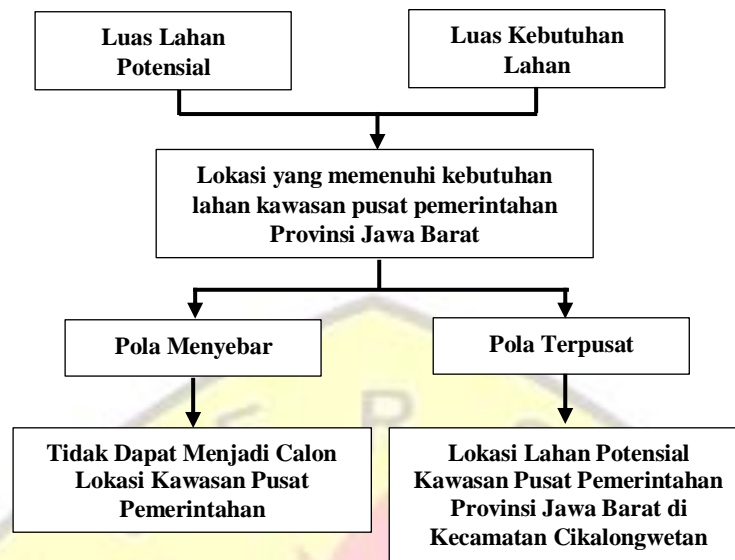 Luas Lahan
Potensial
Luas Kebutuhan
Lahan
Lokasi yang memenuhi kebutuhan
lahan kawasan pusat pemerintahan
Provinsi Jawa Barat
Pola Menyebar
Pola Terpusat
Tidak Dapat Menjadi Calon
Lokasi Kawasan Pusat
Pemerintahan
Lokasi Lahan Potensial
Kawasan Pusat Pemerintahan
Provinsi Jawa Barat di
Kecamatan Cikalongwetan